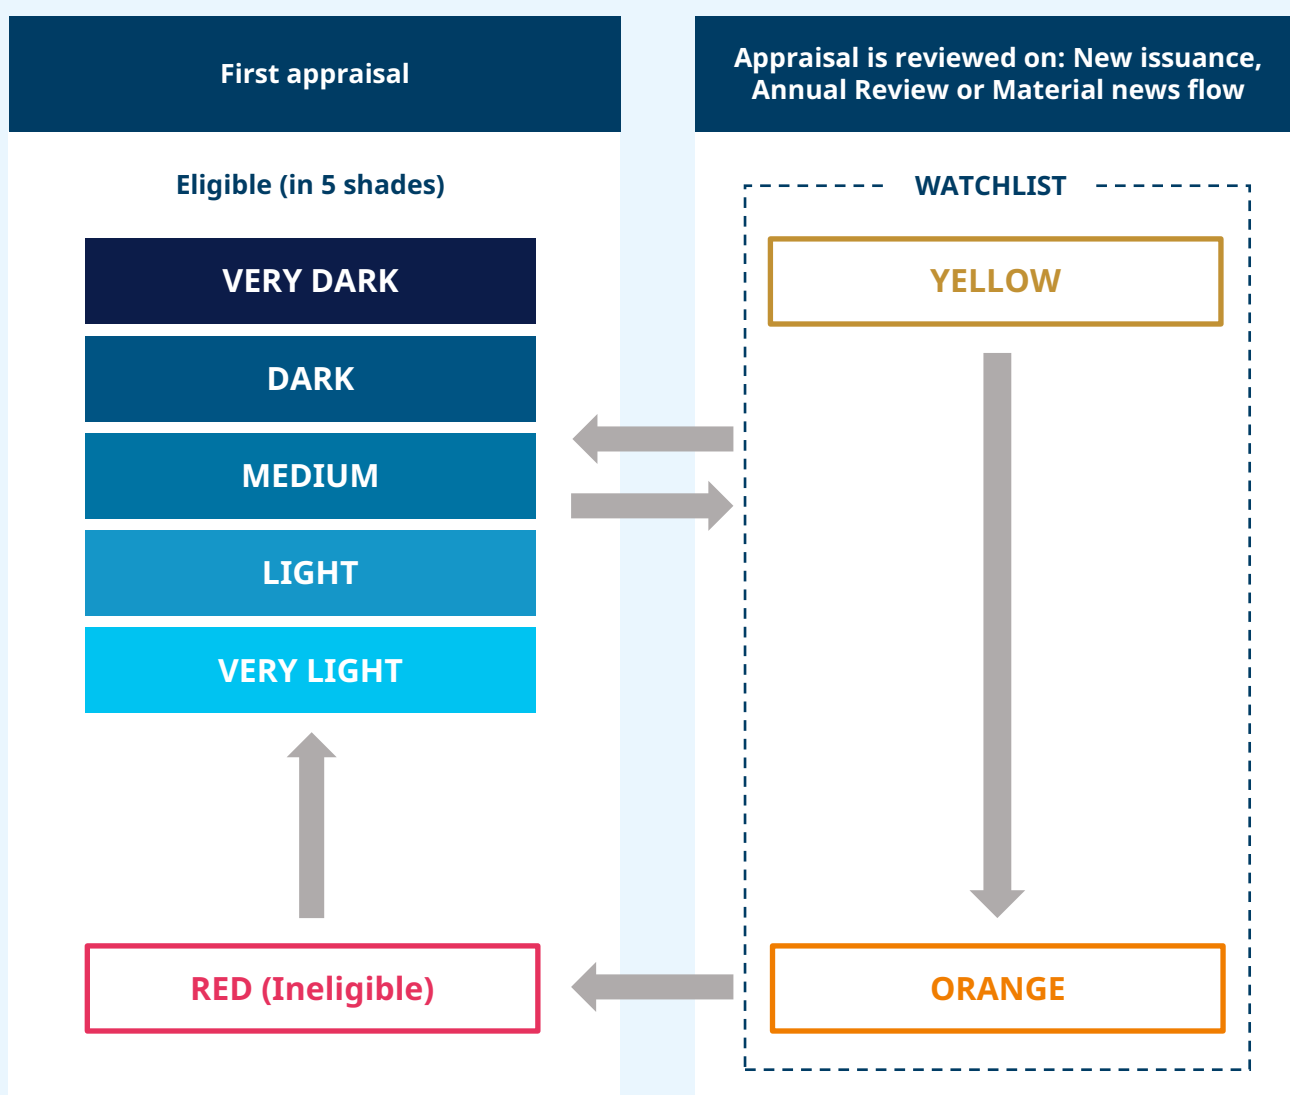 First appraisal
Eligible (in 5 shades)
VERY DARK
DARK
MEDIUM
LIGHT
VERY LIGHT
RED (Ineligible)
Appraisal is reviewed on: New issuance,
Annual Review or Material news flow
WATCHLIST
YELLOW
ORANGE